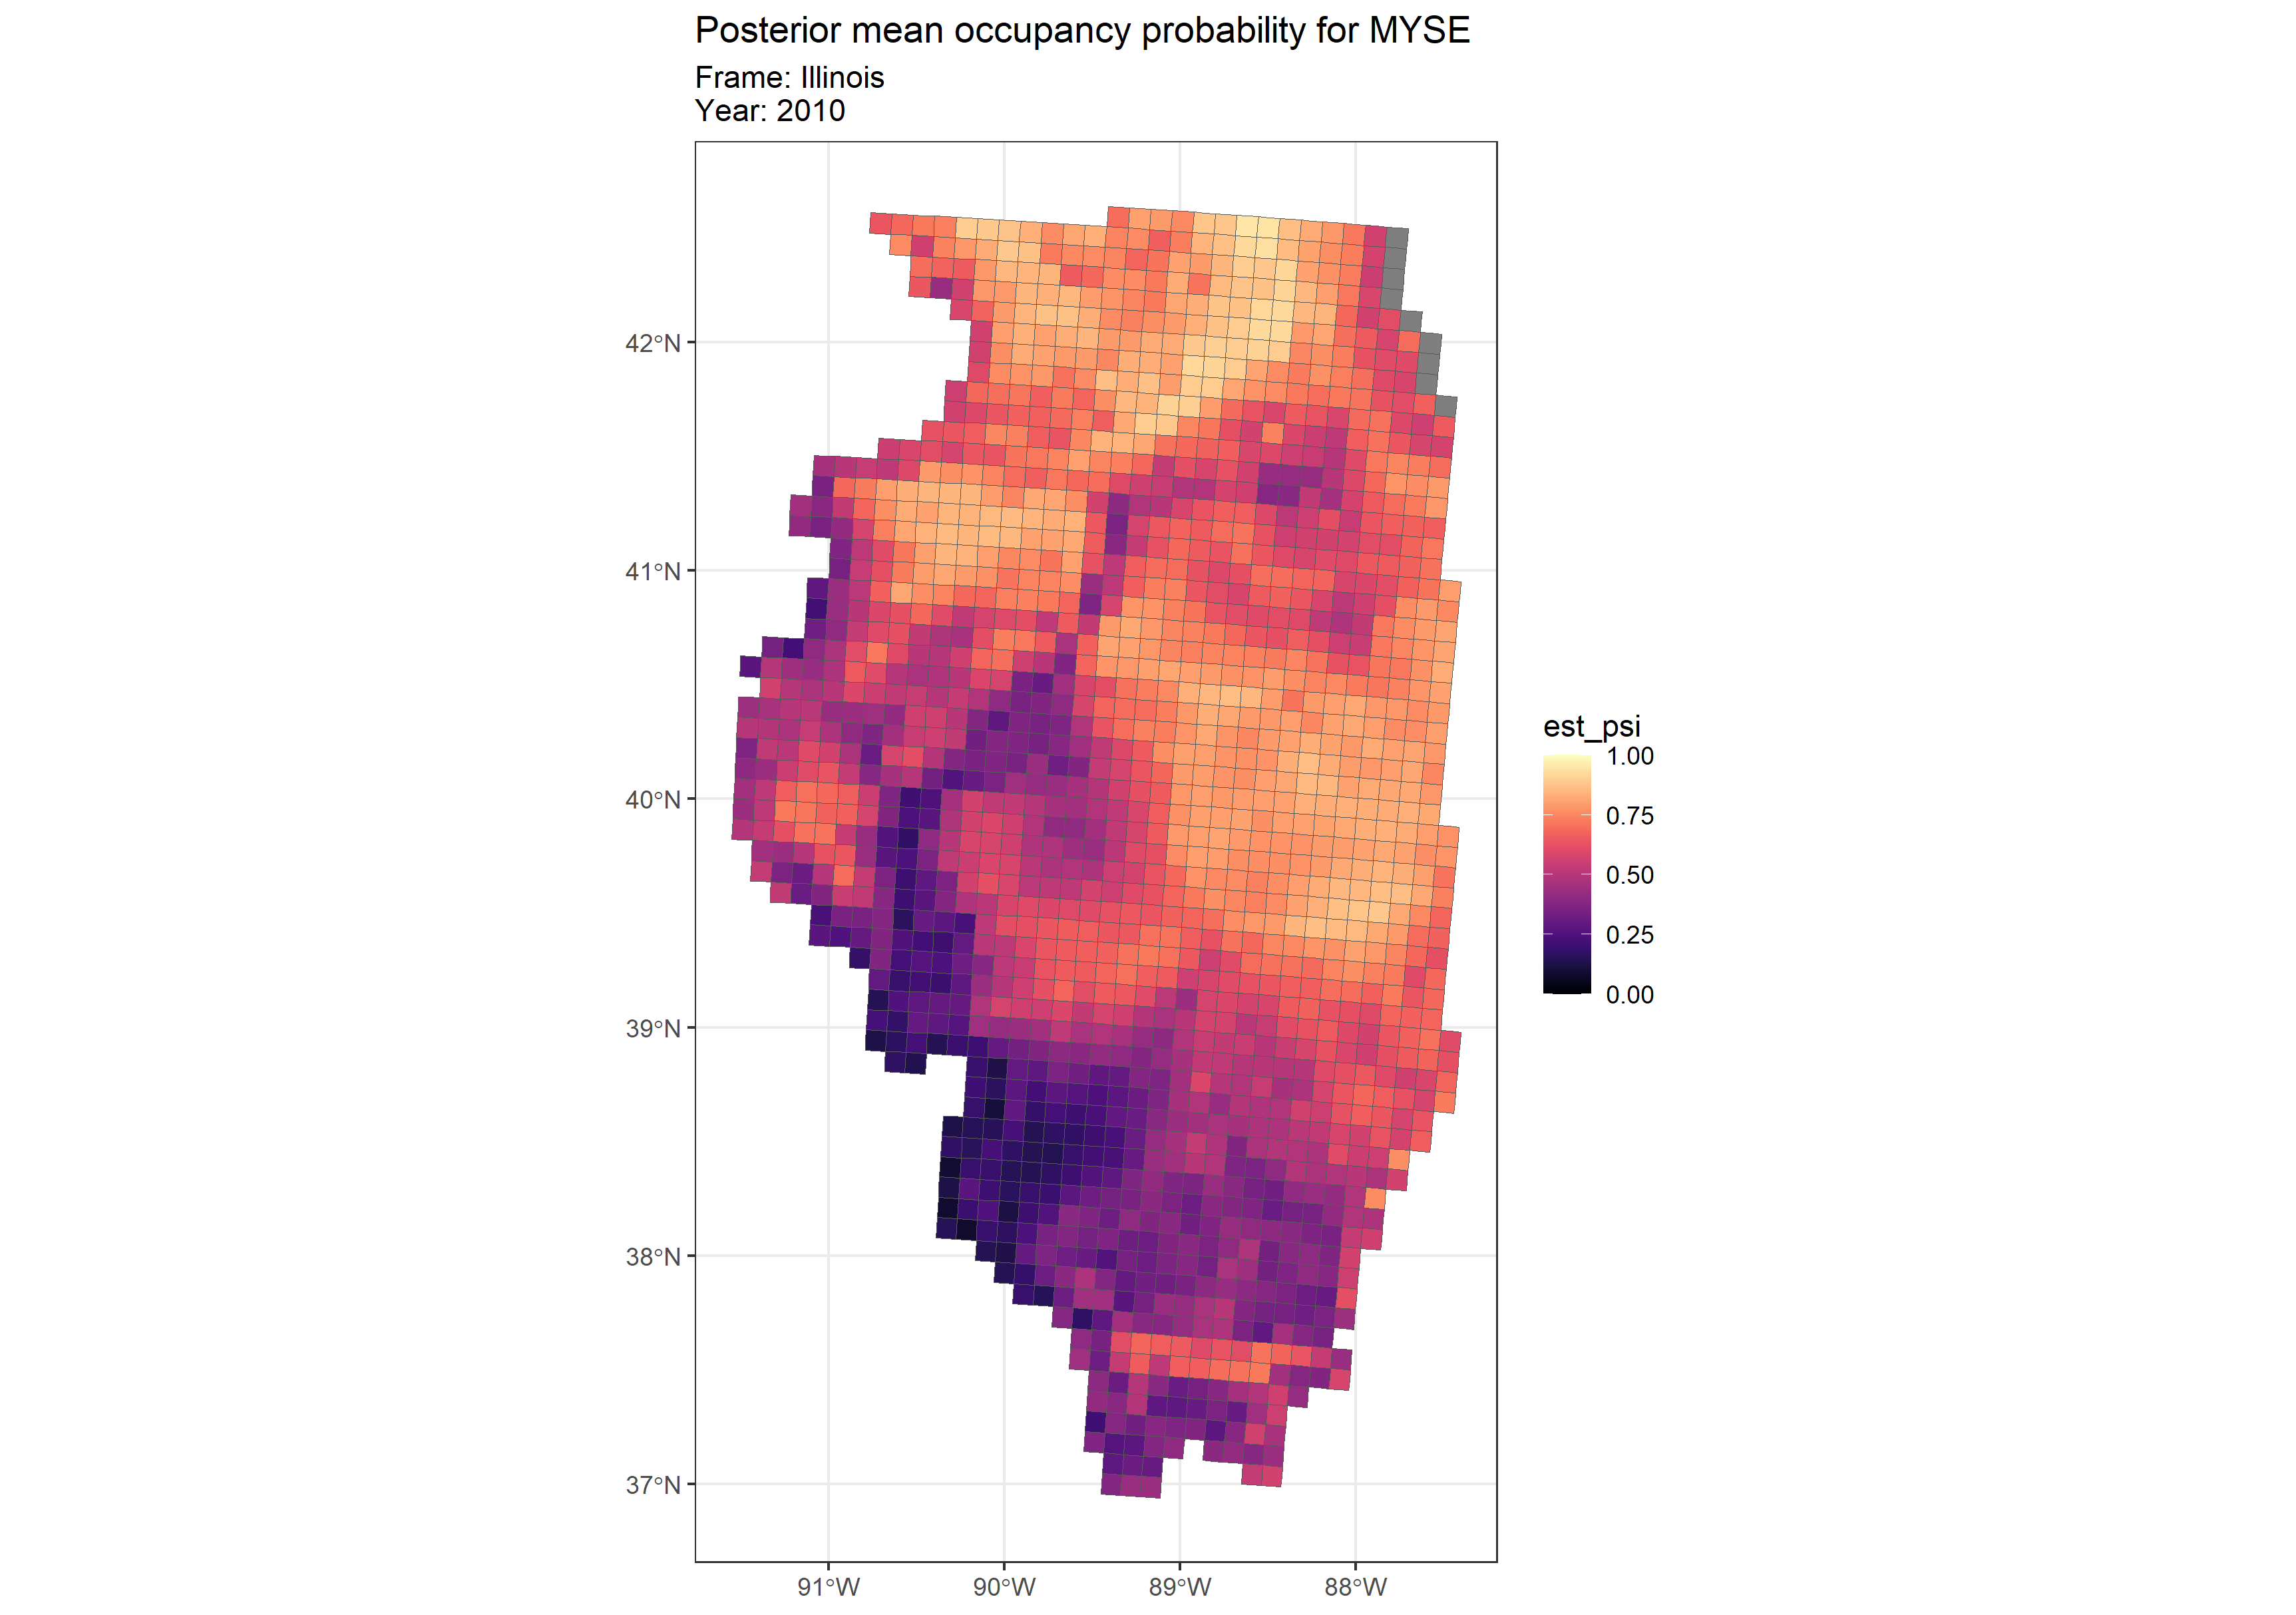 Posterior mean occupancy probability for MYSE
Frame: Illinois
Year: 2010
42°N
41°N
40°N
39°N
38°N
37°N
91°W
90°W
89°W
88°W
est_psi
1.00
0.75
0.50
0.25
0.00